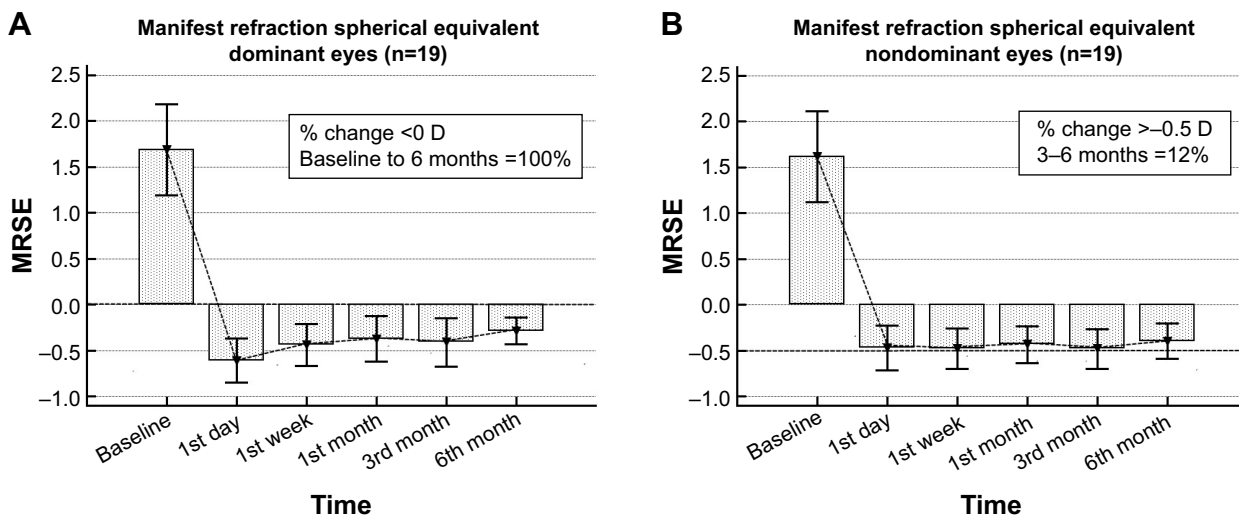 A
Manifest refraction spherical equivalent
dominant eyes (n=19)
2.5
2.0
1.5
1.0
0.5
0.0
–0.5
–1.0
MRSE
% change <0 D
Baseline to 6 months =100%
Baseline
1st day
1st week
1st month
3rd month
6th month
Time
B
Manifest refraction spherical equivalent
nondominant eyes (n=19)
2.5
2.0
1.5
1.0
0.5
0.0
–0.5
–1.0
MRSE
% change >–0.5 D
3–6 months =12%
Baseline
1st day
1st week
1st month
3rd month
6th month
Time